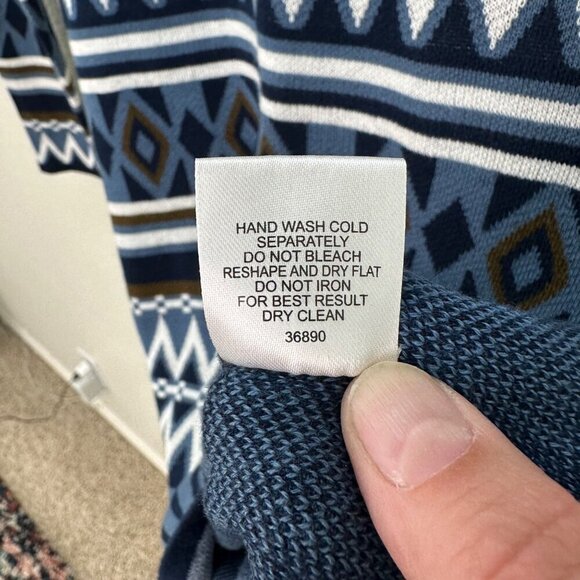 HAND WASH COLD
SEPARATELY
DO NOT BLEACH
RESHAPE AND DRY FLAT
DO NOT IRON
FOR BEST RESULT
DRY CLEAN
36890